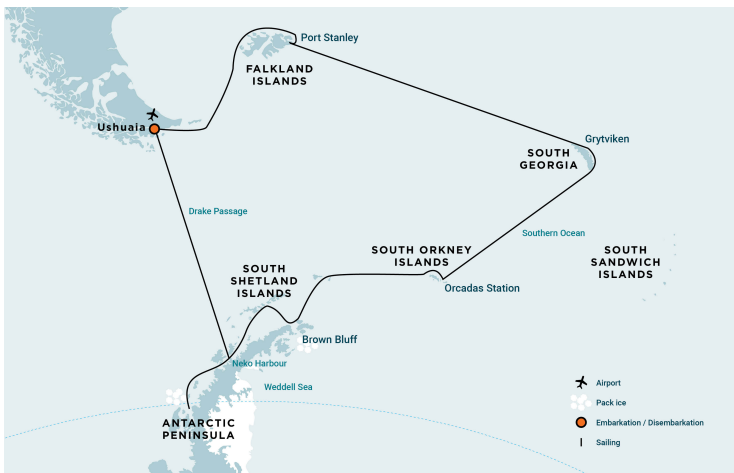 Port Stanley
FALKLAND
ISLANDS
Ushuaia
Grytviken
SOUTH
GEORGIA
Drake Passage
Southern Ocean
SOUTH ORKNEY
ISLANDS
SOUTH
SANDWICH
ISLANDS
SOUTH
SHETLAND
ISLANDS
Orcadas Station
Brown Bluff
Neko Harbour
Weddell Sea
ANTARCTIC
PENINSULA
Airport
Pack ice
Embarkation / Disembarkation
Sailing